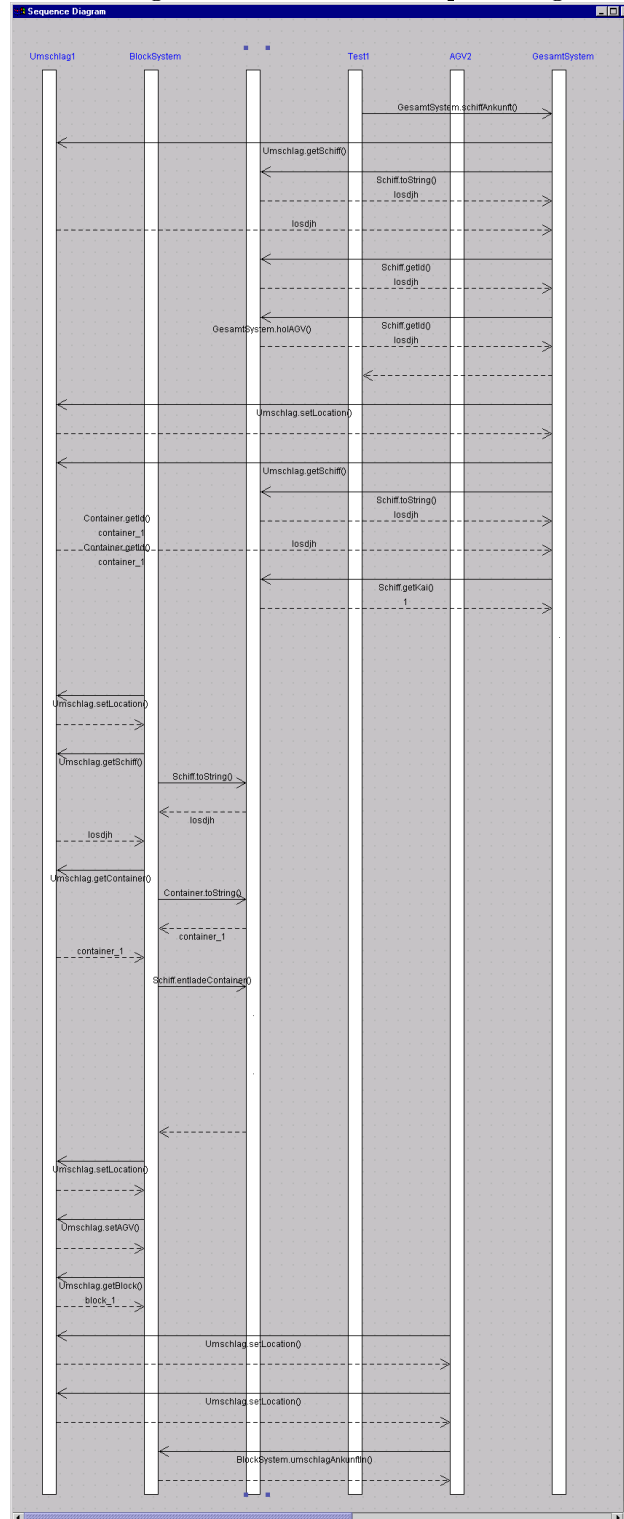 Sequence Diagram
Umschlag1 BlockSystem Test1 AGV2 GesamtSystem
GesamtSystem.schiffAnkunft()
Umschlag.getSchiff()
Schiff.toString()
losdjh
losdjh
Schiff.getId()
losdjh
Schiff.getId()
GesamtSystem.holAGV()
losdjh
Umschlag.setLocation()
Umschlag.getSchiff()
Schiff.toString()
losdjh
Container.getId()
container_1
Container.getId()
losdjh
container_1
Schiff.getKai()
1
Umschlag.setLocation()
Umschlag.getSchiff()
Schiff.toString()
losdjh
losdjh
Umschlag.getContainer()
Container.toString()
container_1
container_1
Schiff.entladeContainer()
Umschlag.setLocation()
Umschlag.setAGV()
Umschlag.getBlock()
block_1
Umschlag.setLocation()
Umschlag.setLocation()
BlockSystem.umschlagAnkunftIn()